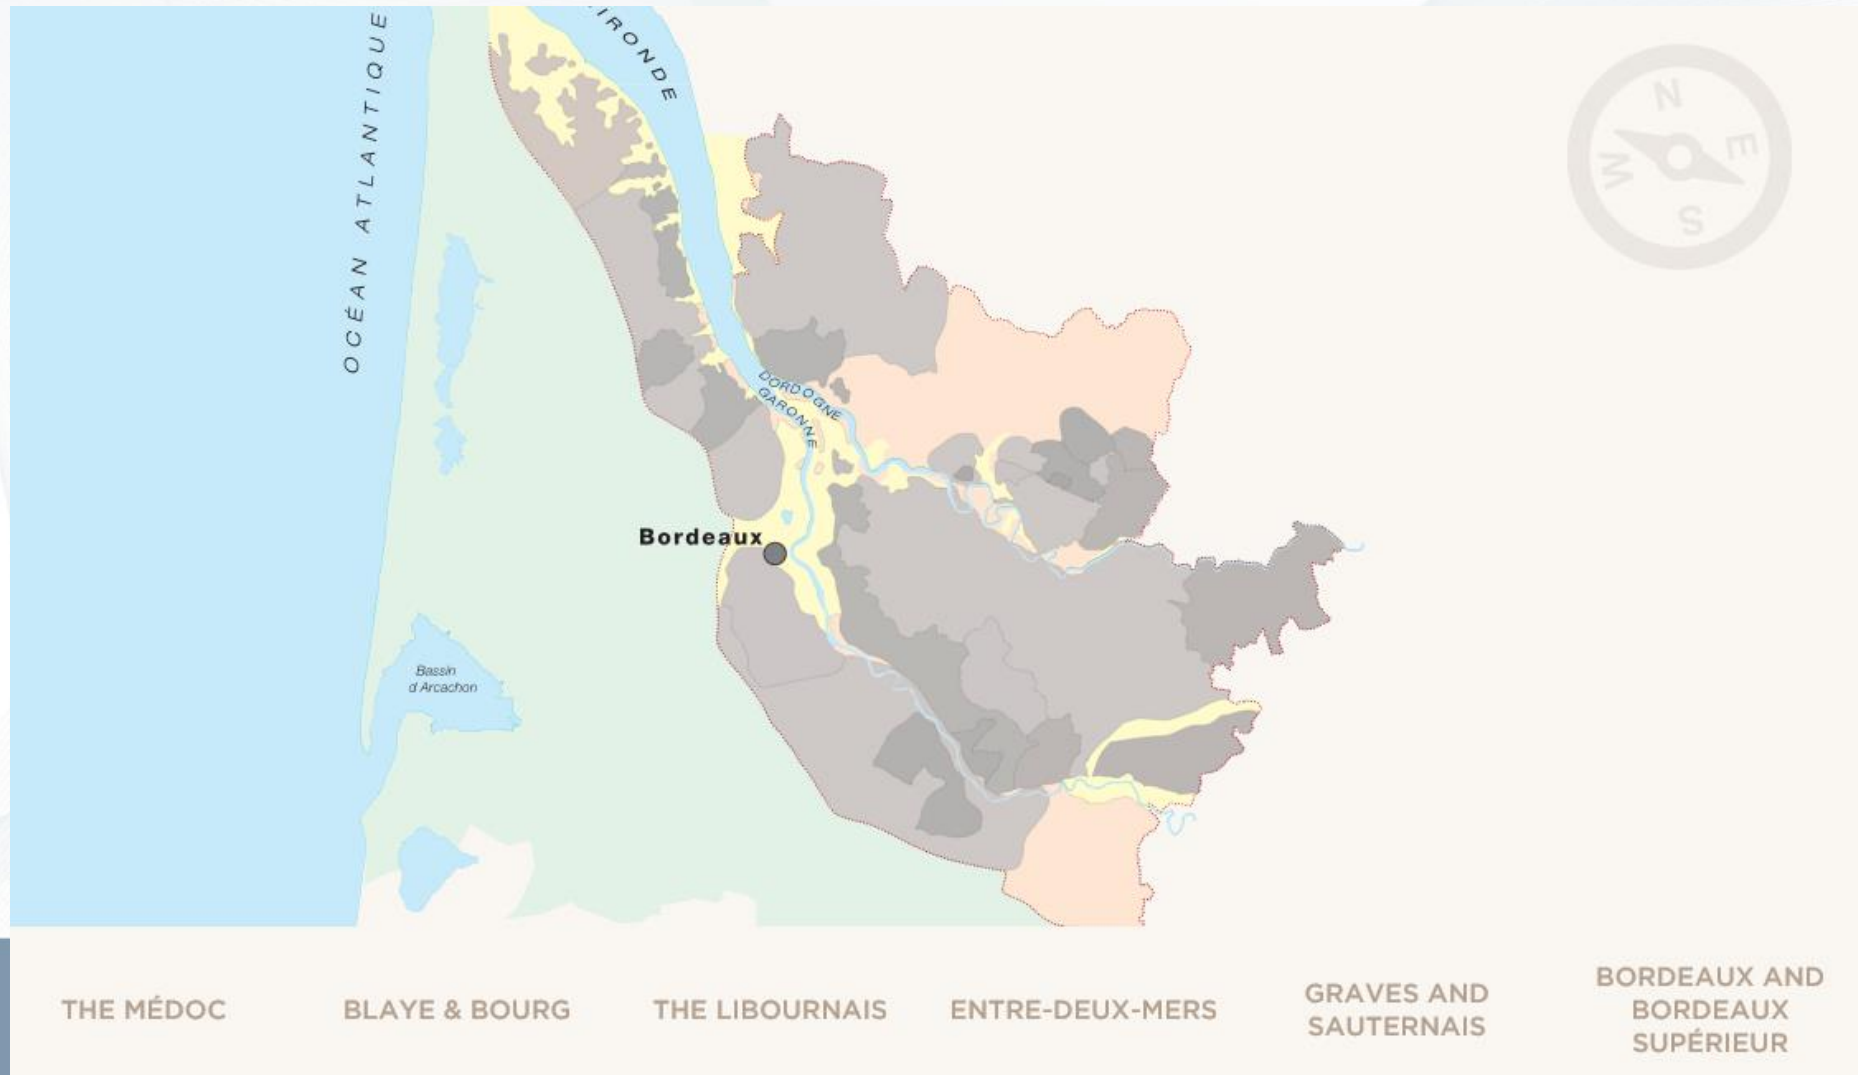 OCÉAN ATLANTIQUE
IRONDE
N
E
W
S
DORDOGNE
GARONNE
Bordeaux
Bassin
d'Arcachon
THE MÉDOC
BLAYE & BOURG
THE LIBOURNAIS
ENTRE-DEUX-MERS
GRAVES AND
SAUTERNAIS
BORDEAUX AND
BORDEAUX
SUPÉRIEUR